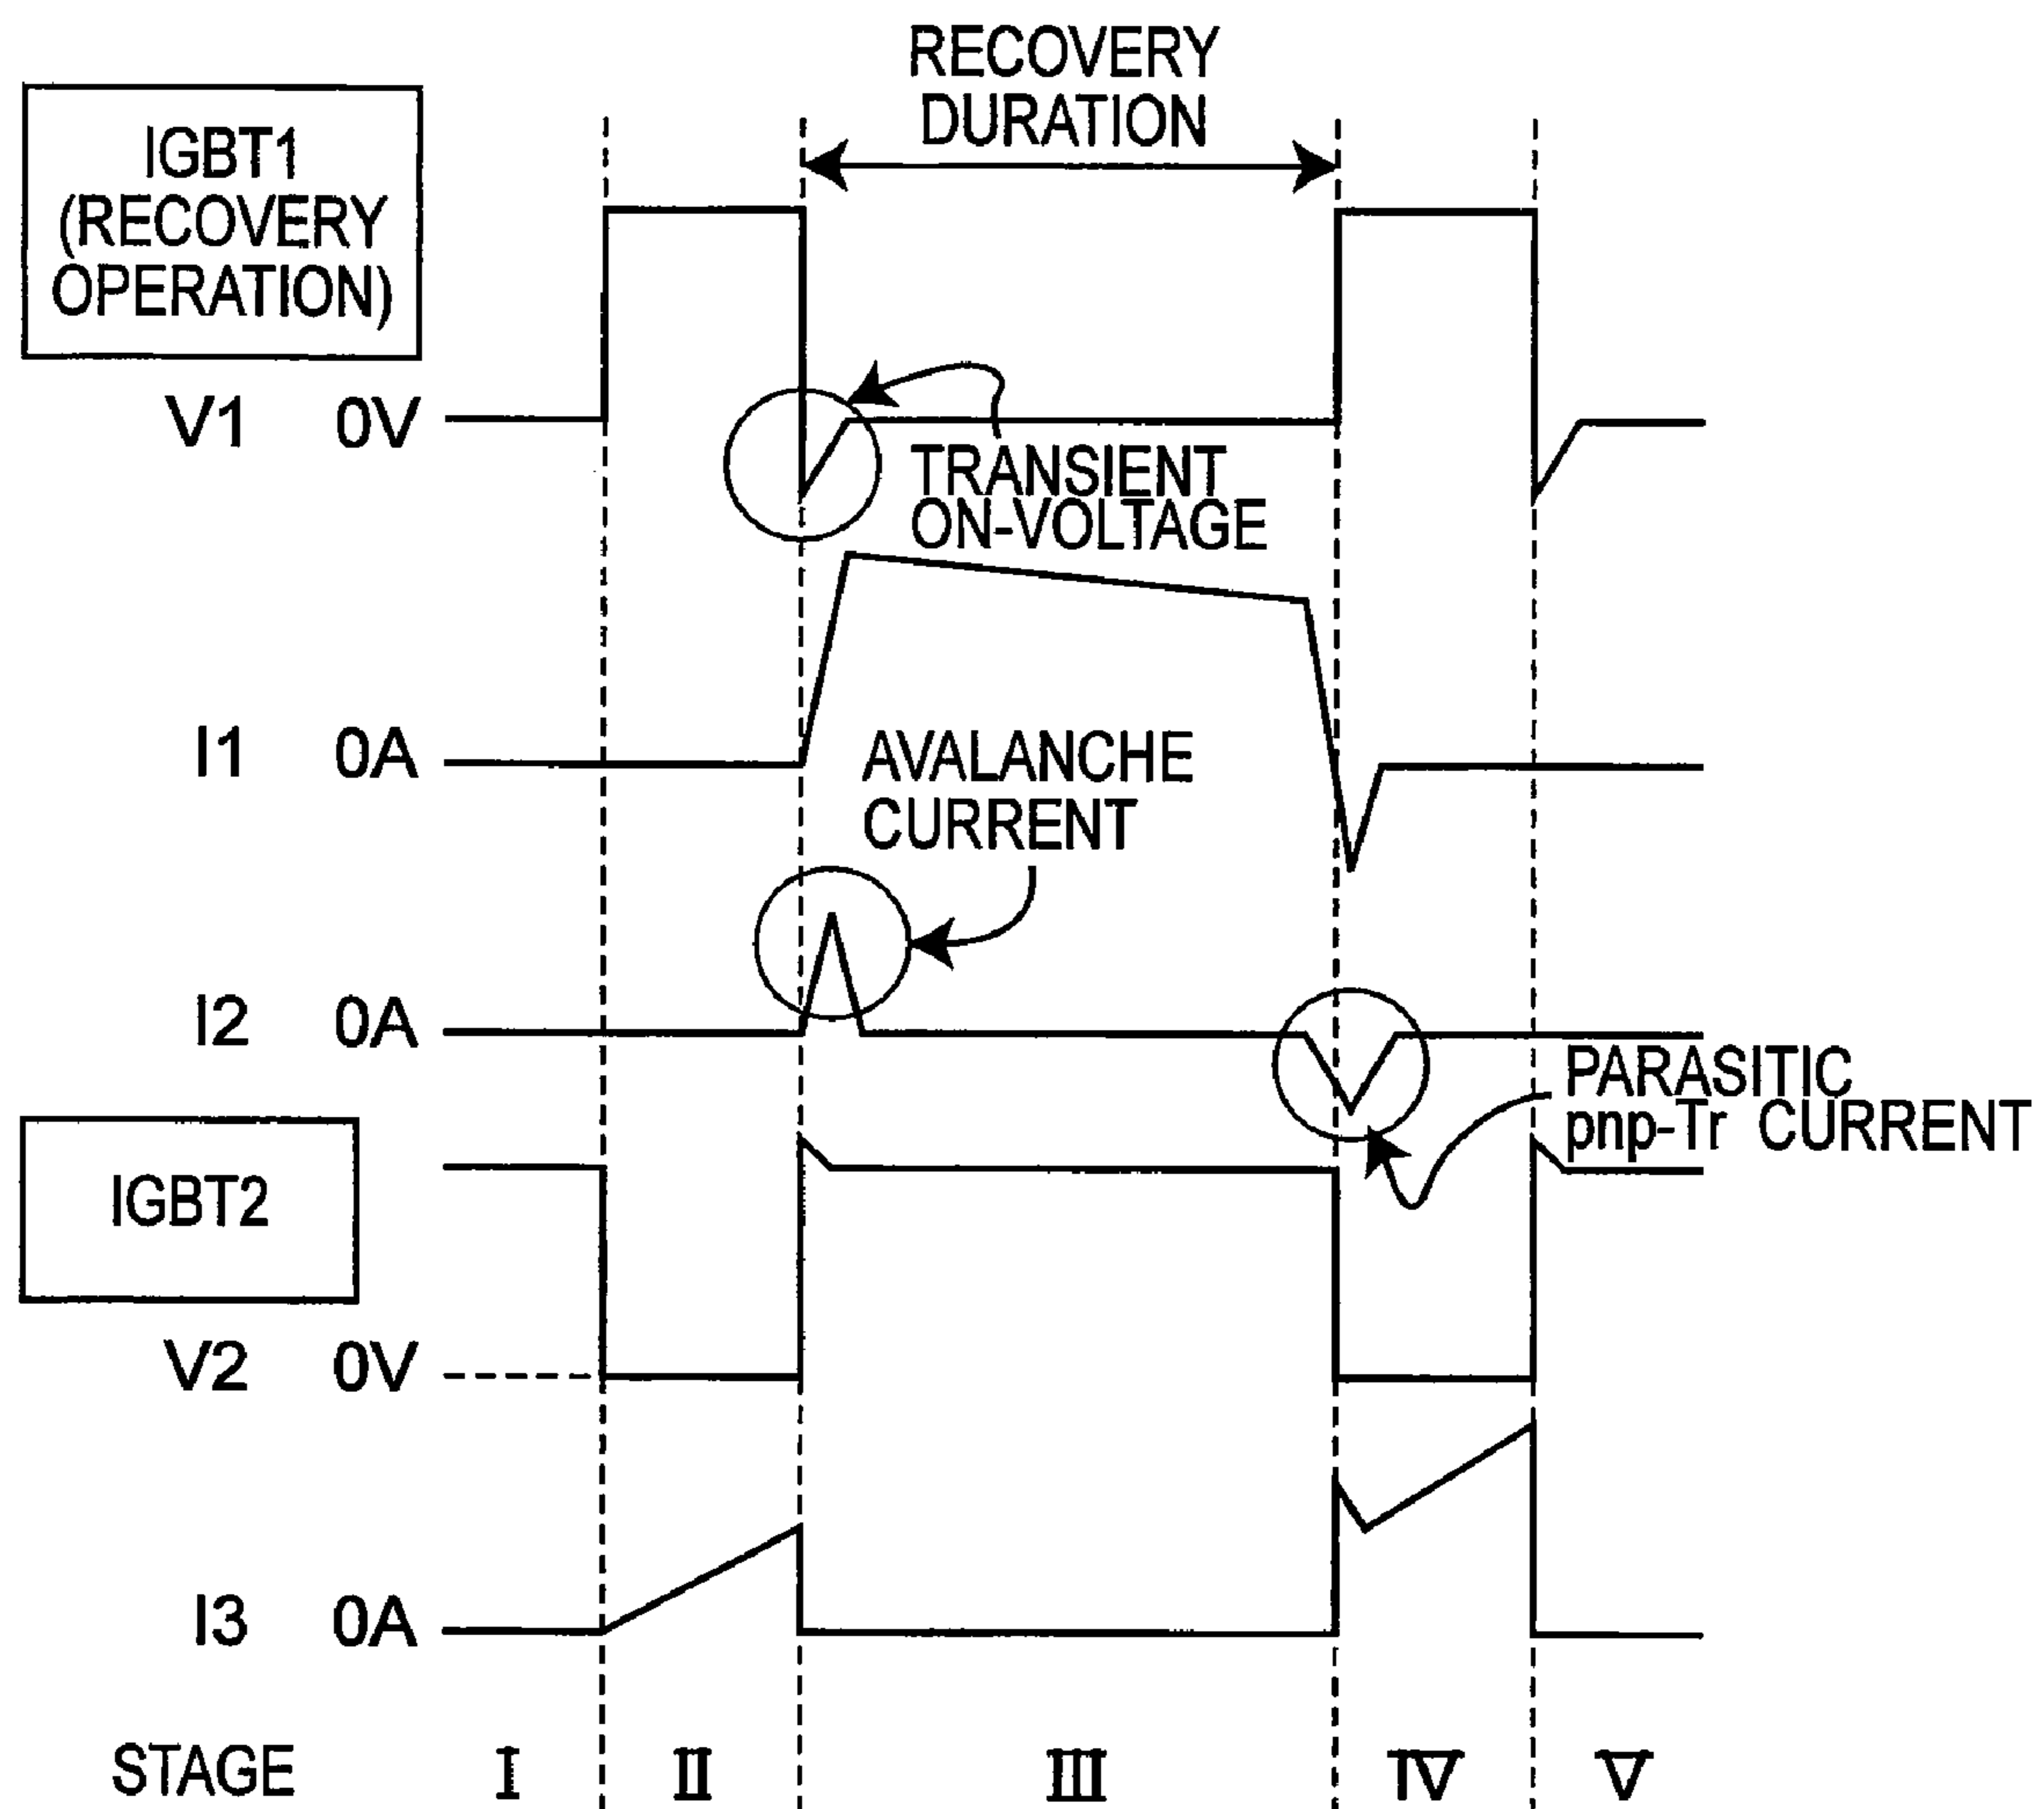 RECOVERY
DURATION
IGBT1
(RECOVERY
OPERATION)
V1 0V
TRANSIENT
ON-VOLTAGE
I1 0A
AVALANCHE
CURRENT
I2 0A
PARASITIC
pnp-Tr CURRENT
IGBT2
V2 0V
I3 0A
STAGE I II III IV V